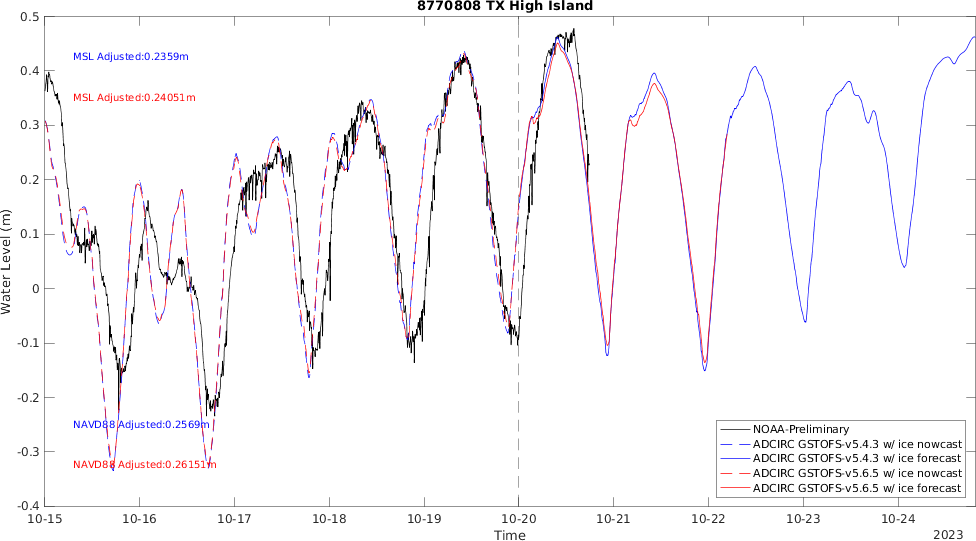 8770808 TX High Island
0.5
0.4
0.3
0.2
0.1
0
-0.1
-0.2
-0.3
-0.4
Water Level (m)
MSL Adjusted:0.2359m
MSL Adjusted:0.24051m
NAVD88 Adjusted:0.2569m
NAVD88 Adjusted:0.26151m
NOAA-Preliminary
ADCIRC GSTOFS-v5.4.3 w/ ice nowcast
ADCIRC GSTOFS-v5.4.3 w/ ice forecast
ADCIRC GSTOFS-v5.6.5 w/ ice nowcast
ADCIRC GSTOFS-v5.6.5 w/ ice forecast
10-15 10-16 10-17 10-18 10-19 10-20 10-21 10-22 10-23 10-24
Time
2023